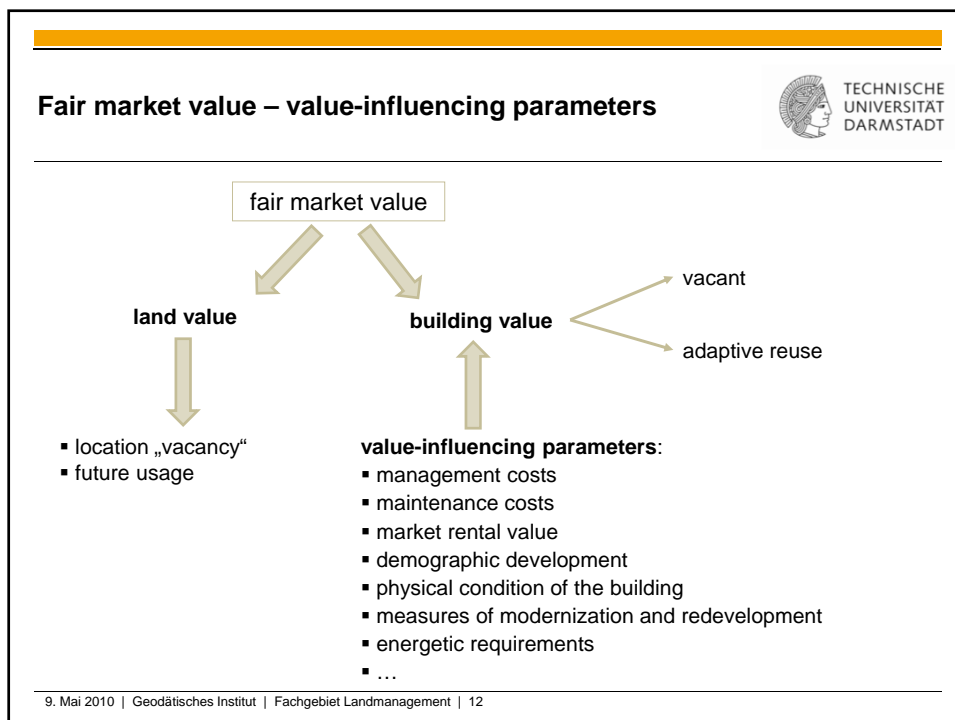 Fair market value – value-influencing parameters
TECHNISCHE
UNIVERSITÄT
DARMSTADT
fair market value
vacant
land value
building value
adaptive reuse
▪ location „vacancy“
▪ future usage
value-influencing parameters:
▪ management costs
▪ maintenance costs
▪ market rental value
▪ demographic development
▪ physical condition of the building
▪ measures of modernization and redevelopment
▪ energetic requirements
▪ …
9. Mai 2010 | Geodätisches Institut | Fachgebiet Landmanagement | 12